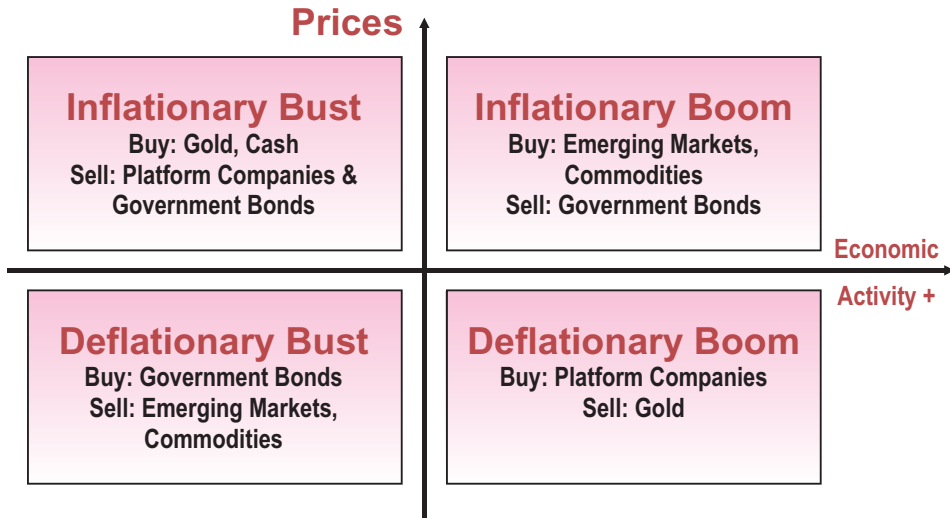 Prices
Inflationary Bust
Buy: Gold, Cash
Sell: Platform Companies &
Government Bonds
Inflationary Boom
Buy: Emerging Markets,
Commodities
Sell: Government Bonds
Economic
Activity +
Deflationary Bust
Buy: Government Bonds
Sell: Emerging Markets,
Commodities
Deflationary Boom
Buy: Platform Companies
Sell: Gold